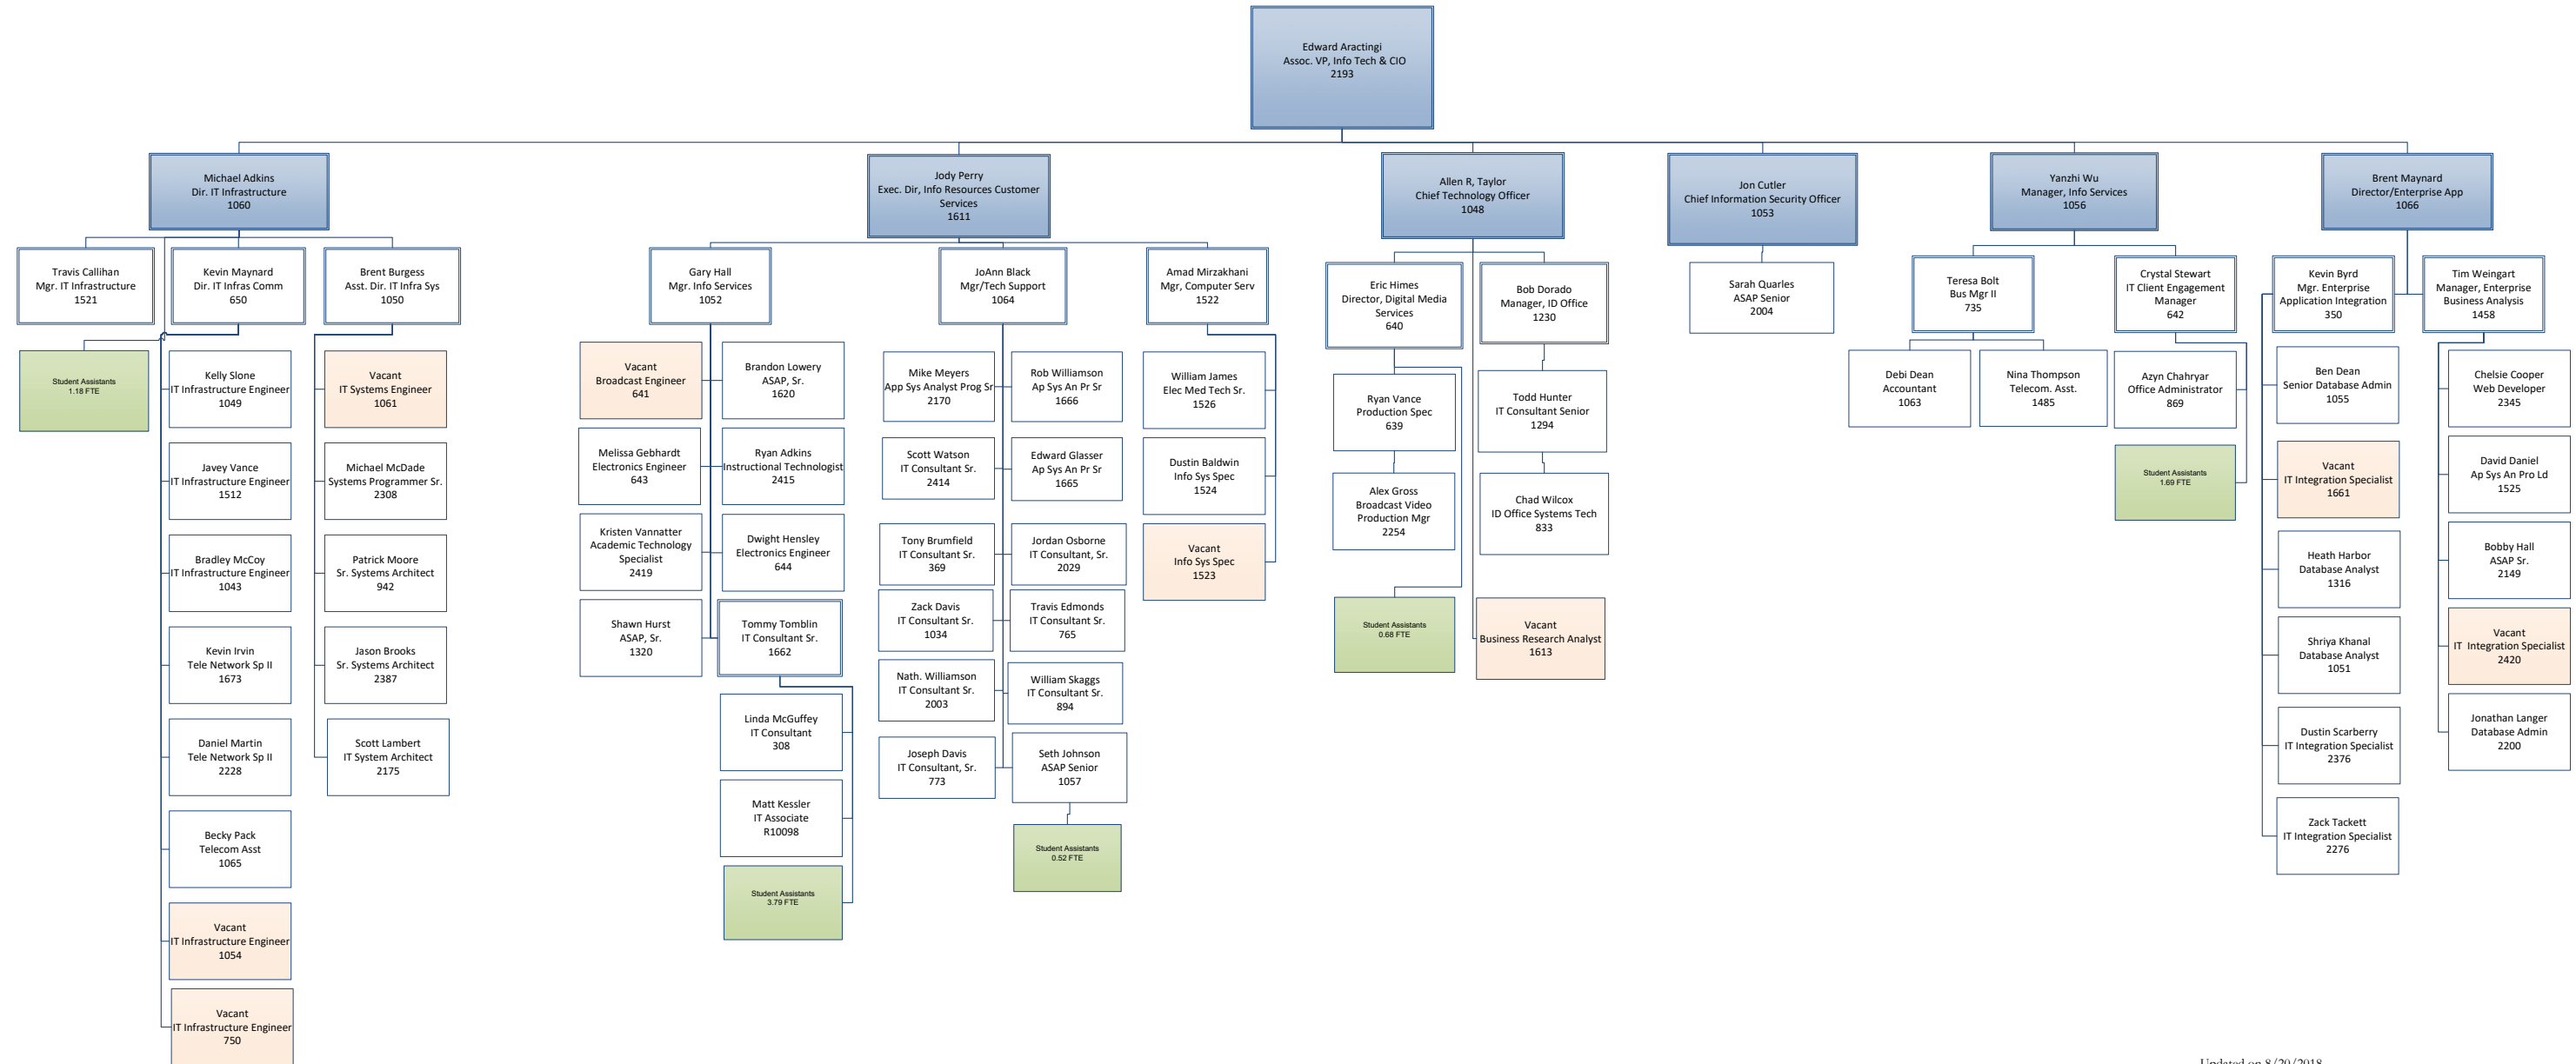 Edward Aractingi
Assoc. VP, Info Tech & CIO
2193
Michael Adkins
Dir. IT Infrastructure
1060
Jody Perry
Exec. Dir, Info Resources Customer
Services
1611
Allen R, Taylor
Chief Technology Officer
1048
Jon Cutler
Chief Information Security Officer
1053
Yanzhi Wu
Manager, Info Services
1056
Brent Maynard
Director/Enterprise App
1066
Travis Callihan
Mgr. IT Infrastructure
1521
Kevin Maynard
Dir. IT Infras Comm
650
Brent Burgess
Asst. Dir. IT Infra Sys
1050
Gary Hall
Mgr. Info Services
1052
JoAnn Black
Mgr/Tech Support
1064
Amad Mirzakhani
Mgr, Computer Serv
1522
Eric Himes
Director, Digital Media
Services
640
Bob Dorado
Manager, ID Office
1230
Sarah Quarles
ASAP Senior
2004
Teresa Bolt
Bus Mgr II
735
Crystal Stewart
IT Client Engagement
Manager
642
Kevin Byrd
Mgr. Enterprise
Application Integration
350
Tim Weingart
Manager, Enterprise
Business Analysis
1458
Student Assistants
1.18 FTE
Kelly Slone
IT Infrastructure Engineer
1049
Javey Vance
IT Infrastructure Engineer
1512
Bradley McCoy
IT Infrastructure Engineer
1043
Kevin Irvin
Tele Network Sp II
1673
Daniel Martin
Tele Network Sp II
2228
Becky Pack
Telecom Asst
1065
Vacant
IT Infrastructure Engineer
1054
Vacant
IT Infrastructure Engineer
750
Vacant
IT Systems Engineer
1061
Michael McDade
Systems Programmer Sr.
2308
Patrick Moore
Sr. Systems Architect
942
Jason Brooks
Sr. Systems Architect
2387
Scott Lambert
IT System Architect
2175
Vacant
Broadcast Engineer
641
Brandon Lowery
ASAP, Sr.
1620
Melissa Gebhardt
Electronics Engineer
643
Ryan Adkins
Instructional Technologist
2415
Kristen Vannatter
Academic Technology
Specialist
2419
Dwight Hensley
Electronics Engineer
644
Shawn Hurst
ASAP, Sr.
1320
Tommy Tomblin
IT Consultant Sr.
1662
Linda McGuffey
IT Consultant
308
Matt Kessler
IT Associate
R10098
Student Assistants
3.79 FTE
Mike Meyers
App Sys Analyst Prog Sr
2170
Rob Williamson
Ap Sys An Pr Sr
1666
Scott Watson
IT Consultant Sr.
2414
Edward Glasser
Ap Sys An Pr Sr
1665
Tony Brumfield
IT Consultant Sr.
369
Jordan Osborne
IT Consultant, Sr.
2029
Zack Davis
IT Consultant Sr.
1034
Travis Edmonds
IT Consultant Sr.
765
Nath. Williamson
IT Consultant Sr.
2003
William Skaggs
IT Consultant Sr.
894
Joseph Davis
IT Consultant, Sr.
773
Seth Johnson
ASAP Senior
1057
Student Assistants
0.52 FTE
William James
Elec Med Tech Sr.
1526
Dustin Baldwin
Info Sys Spec
1524
Vacant
Info Sys Spec
1523
Ryan Vance
Production Spec
639
Alex Gross
Broadcast Video
Production Mgr
2254
Student Assistants
0.68 FTE
Todd Hunter
IT Consultant Senior
1294
Chad Wilcox
ID Office Systems Tech
833
Vacant
Business Research Analyst
1613
Debi Dean
Accountant
1063
Nina Thompson
Telecom. Asst.
1485
Azyn Chahryar
Office Administrator
869
Student Assistants
1.69 FTE
Ben Dean
Senior Database Admin
1055
Vacant
IT Integration Specialist
1661
Heath Harbor
Database Analyst
1316
Shriya Khanal
Database Analyst
1051
Dustin Scarberry
IT Integration Specialist
2376
Zack Tackett
IT Integration Specialist
2276
Chelsie Cooper
Web Developer
2345
David Daniel
Ap Sys An Pro Ld
1525
Bobby Hall
ASAP Sr.
2149
Vacant
IT  Integration Specialist
2420
Jonathan Langer
Database Admin
2200
Updated on 8/20/2018